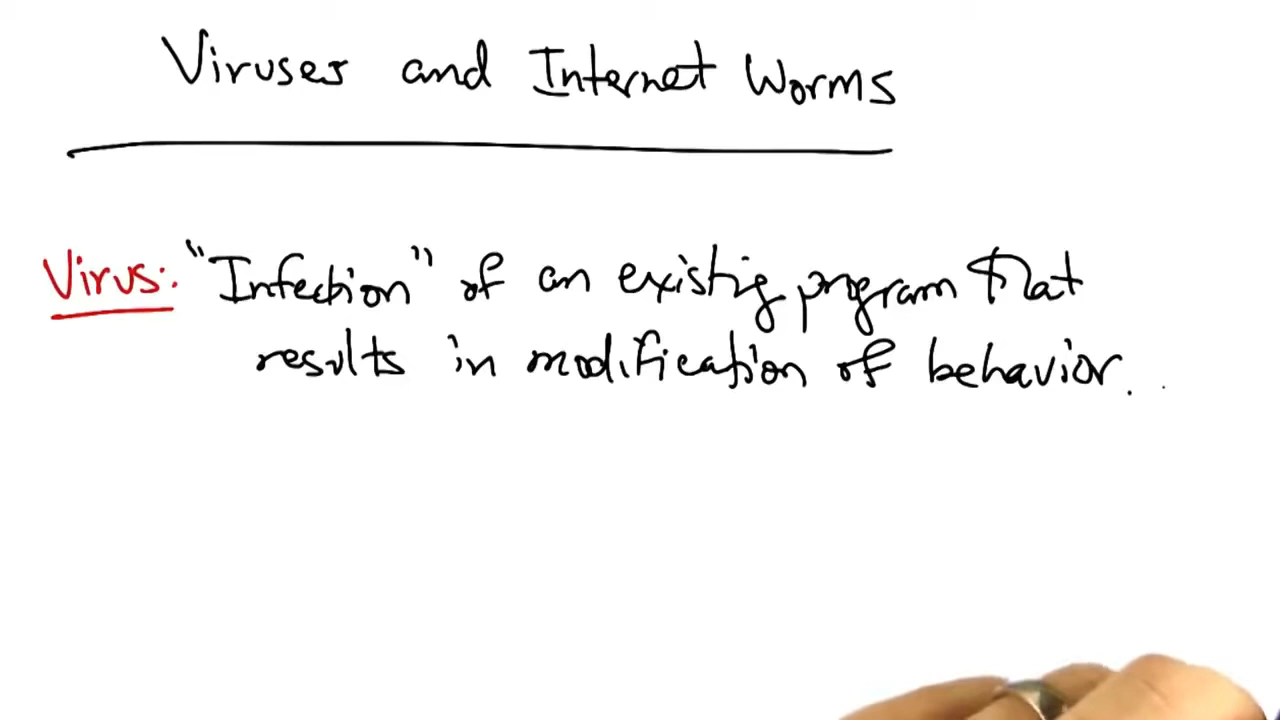 Viruses and Internet Worms
Virus: "Infection" of an existing program that
results in modification of behavior.